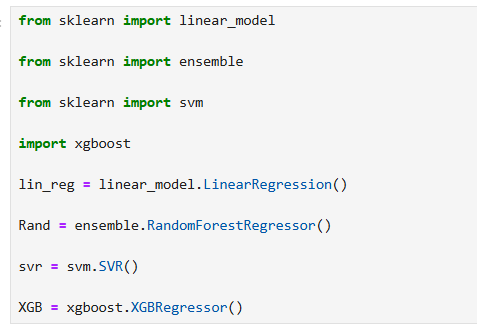 from sklearn import linear_model
from sklearn import ensemble
from sklearn import svm
import xgboost
lin_reg = linear_model.LinearRegression()
Rand = ensemble.RandomForestRegressor()
svr = svm.SVR()
XGB = xgboost.XGBRegressor()